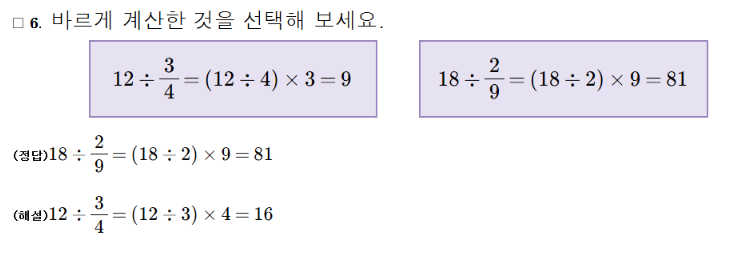 □ 6. 바르게 계산한 것을 선택해 보세요.
12 ÷ 3/4 = (12 ÷ 4) × 3 = 9
18 ÷ 2/9 = (18 ÷ 2) × 9 = 81
(정답)18 ÷ 2/9 = (18 ÷ 2) × 9 = 81
(해설)12 ÷ 3/4 = (12 ÷ 3) × 4 = 16